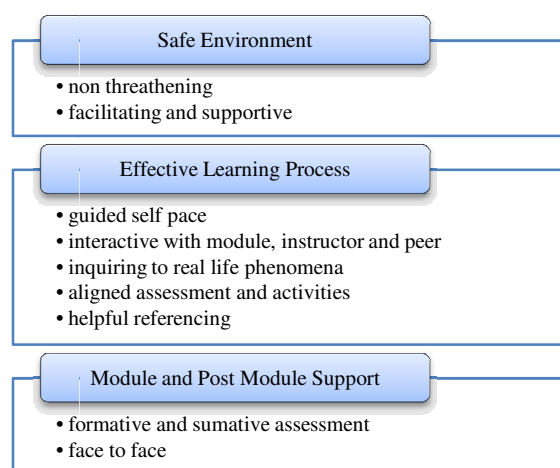 Safe Environment
• non threathening
• facilitating and supportive
Effective Learning Process
• guided self pace
• interactive with module, instructor and peer
• inquiring to real life phenomena
• aligned assessment and activities
• helpful referencing
Module and Post Module Support
• formative and sumative assessment
• face to face